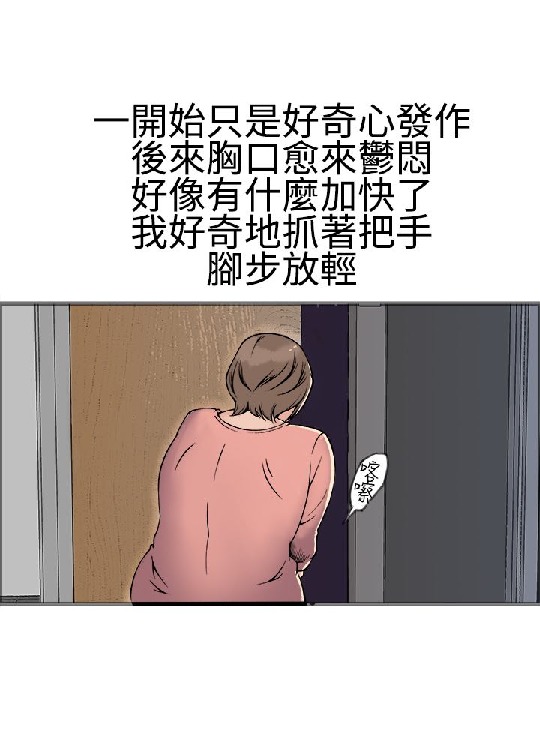 一開始只是好奇心發作
後來胸口愈來鬱悶
好像有什麼加快了
我好奇地抓著把手
腳步放輕
喀嚓